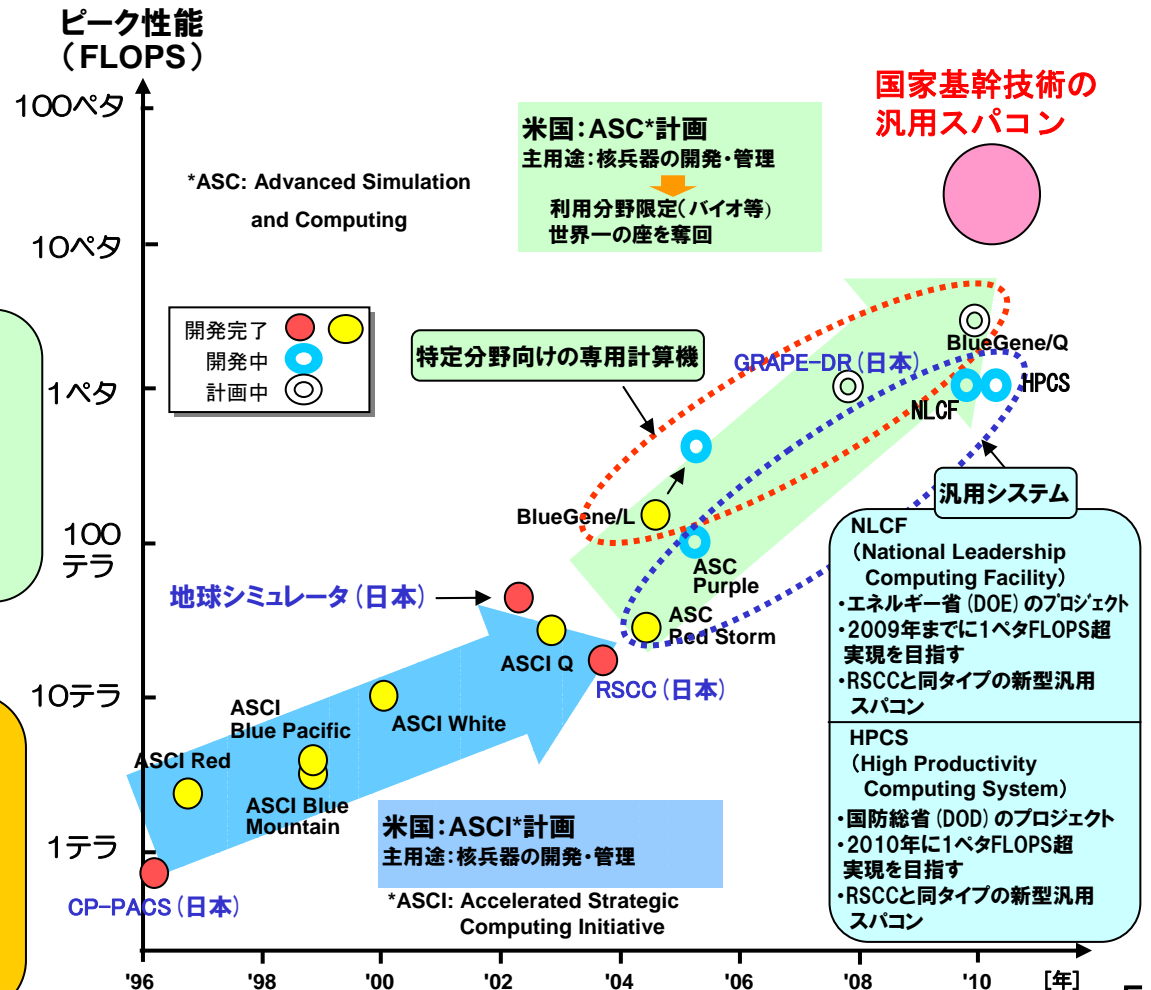 ピーク性能
（FLOPS）
100ペタ
10ペタ
1ペタ
100
テラ
10テラ
1テラ
国家基幹技術の
汎用スパコン
米国：ASC*計画
主用途：核兵器の開発・管理
利用分野限定（バイオ等）
世界一の座を奪回
*ASC: Advanced Simulation
and Computing
開発完了
開発中
計画中
特定分野向けの専用計算機
GRAPE-DR（日本）
BlueGene/Q
HPCS
NLCF
BlueGene/L
ASC
Purple
汎用システム
地球シミュレータ（日本）
ASC
Red Storm
ASCI Q
RSCC（日本）
ASCI White
ASCI
Blue Pacific
ASCI Red
ASCI Blue
Mountain
CP-PACS（日本）
米国：ASCI*計画
主用途：核兵器の開発・管理
*ASCI: Accelerated Strategic
Computing Initiative
NLCF
（National Leadership
Computing Facility）
・エネルギー省（DOE）のプロジェクト
・2009年までに1ペタFLOPS超
実現を目指す
・RSCCと同タイプの新型汎用
スパコン
HPCS
（High Productivity
Computing System）
・国防総省（DOD）のプロジェクト
・2010年に1ペタFLOPS超
実現を目指す
・RSCCと同タイプの新型汎用
スパコン
'96 '98 '00 '02 '04 '06 '08 '10 [年]